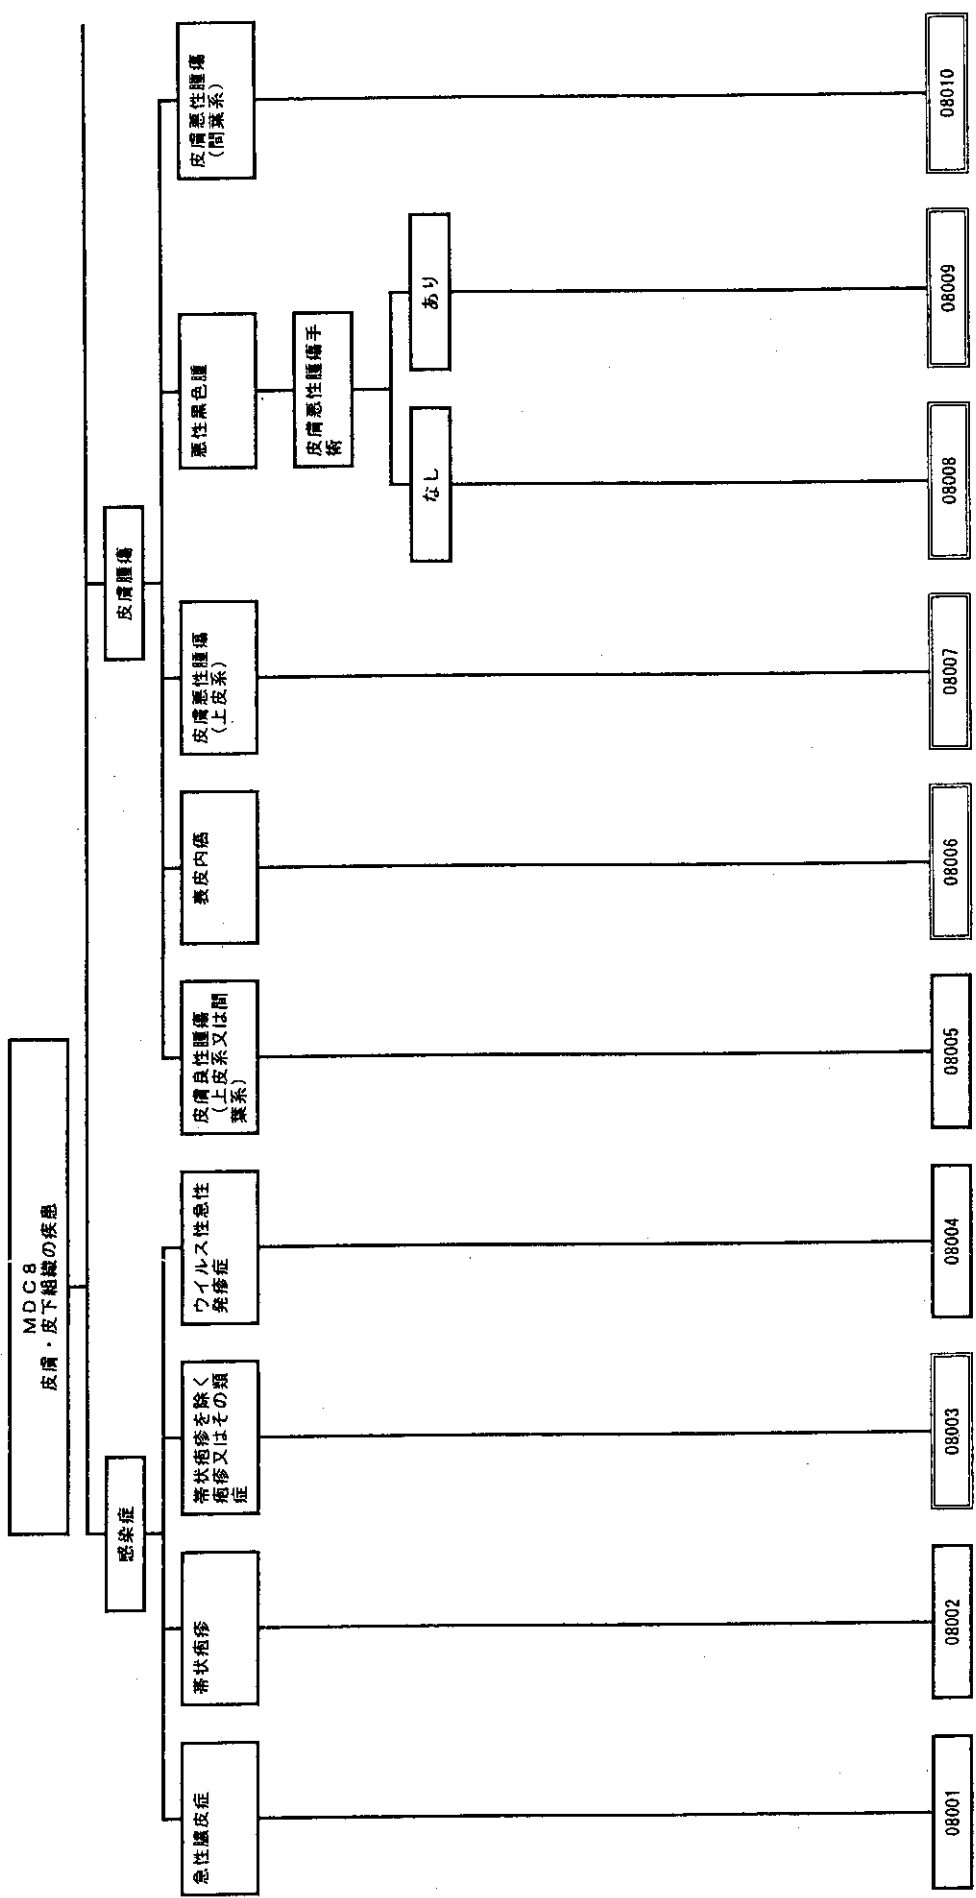 MDC8
皮膚・皮下組織の疾患
感染症
皮膚腫瘍
急性膿皮症
帯状疱疹
帯状疱疹を除く
疱疹又はその類
症
ウイルス性急性
発疹症
皮膚良性腫瘍
(上皮系又は間
葉系)
表皮内癌
皮膚悪性腫瘍
(上皮系)
悪性黒色腫
皮膚悪性腫瘍
(間葉系)
皮膚悪性腫瘍手
術
なし
あり
08001
08002
08003
08004
08005
08006
08007
08008
08009
08010